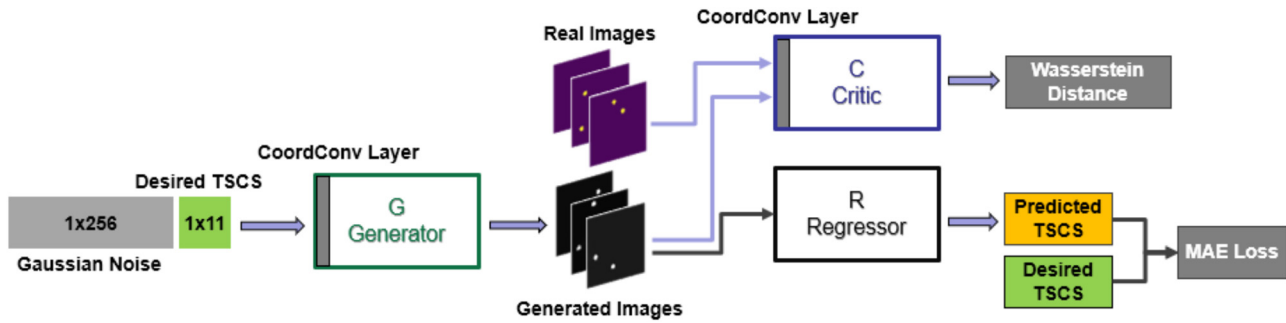 CoordConv Layer
Real Images
C
Critic
Wasserstein
Distance
CoordConv Layer
Desired TSCS
1x256
1x11
G
Generator
Gaussian Noise
Generated Images
R
Regressor
Predicted
TSCS
Desired
TSCS
MAE Loss